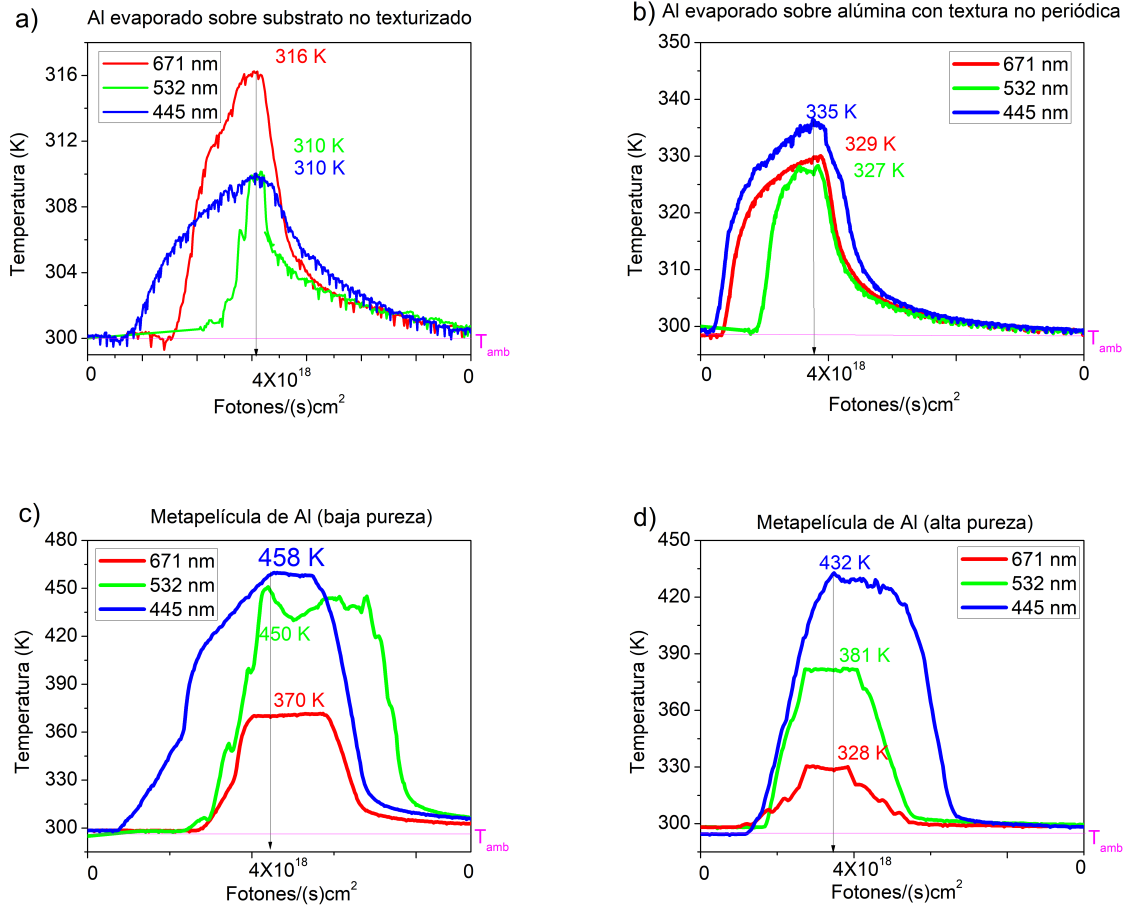 a)
Al evaporado sobre substrato no texturizado
671 nm
532 nm
445 nm
316 K
310 K
310 K
316
312
308
304
300
Temperatura (K)
T amb
0
4X10^18
0
Fotones/(s)cm^2
b)
Al evaporado sobre alúmina con textura no periódica
350
340
330
320
310
300
Temperatura (K)
671 nm
532 nm
445 nm
335 K
329 K
327 K
T amb
0
4X10^18
0
Fotones/(s)cm^2
c)
Metapelícula de Al (baja pureza)
480
450
420
390
360
330
300
Temperatura (K)
671 nm
532 nm
445 nm
458 K
450 K
370 K
T amb
0
4X10^18
0
Fotones/(s)cm^2
d)
Metapelícula de Al (alta pureza)
450
420
390
360
330
300
Temperatura (K)
671 nm
532 nm
445 nm
432 K
381 K
328 K
T amb
0
4X10^18
0
Fotones/(s)cm^2